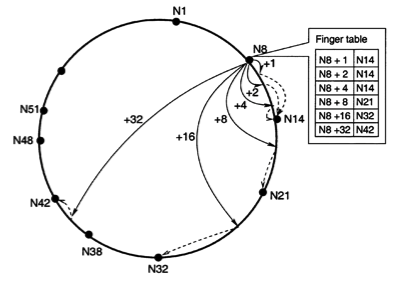 N1
N8
Finger table
N8 + 1 N14
N8 + 2 N14
N8 + 4 N14
N8 + 8 N21
N8 +16 N32
N8 +32 N42
+1
+2
+4
+8
+16
+32
N14
N51
N48
N42
N21
N38
N32